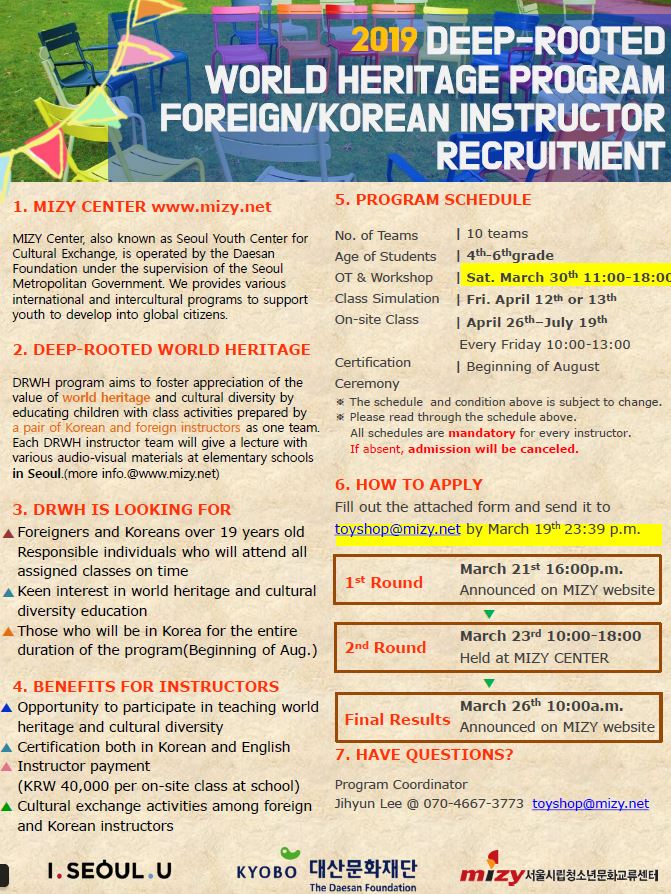 2019 DEEP-ROOTED
WORLD HERITAGE PROGRAM
FOREIGN/KOREAN INSTRUCTOR
RECRUITMENT
1. MIZY CENTER www.mizy.net
MIZY Center, also known as Seoul Youth Center for
Cultural Exchange, is operated by the Daesan
Foundation under the supervision of the Seoul
Metropolitan Government. We provides various
international and intercultural programs to support
youth to develop into global citizens.
2. DEEP-ROOTED WORLD HERITAGE
DRWH program aims to foster appreciation of the
value of world heritage and cultural diversity by
educating children with class activities prepared by
a pair of Korean and foreign instructors as one team.
Each DRWH instructor team will give a lecture with
various audio-visual materials at elementary schools
in Seoul.(more info.@www.mizy.net)
3. DRWH IS LOOKING FOR
▲ Foreigners and Koreans over 19 years old
Responsible individuals who will attend all
assigned classes on time
▲ Keen interest in world heritage and cultural
diversity education
▲ Those who will be in Korea for the entire
duration of the program(Beginning of Aug.)
4. BENEFITS FOR INSTRUCTORS
▲ Opportunity to participate in teaching world
heritage and cultural diversity
▲ Certification both in Korean and English
▲ Instructor payment
(KRW 40,000 per on-site class at school)
▲ Cultural exchange activities among foreign
and Korean instructors
5. PROGRAM SCHEDULE
No. of Teams | 10 teams
Age of Students | 4th-6thgrade
OT & Workshop | Sat. March 30th 11:00-18:00
Class Simulation | Fri. April 12th or 13th
On-site Class | April 26th–July 19th
Every Friday 10:00-13:00
Certification | Beginning of August
Ceremony
※ The schedule and condition above is subject to change.
※ Please read through the schedule above.
All schedules are mandatory for every instructor.
If absent, admission will be canceled.
6. HOW TO APPLY
Fill out the attached form and send it to
toyshop@mizy.net by March 19th 23:39 p.m.
1st Round
March 21st 16:00p.m.
Announced on MIZY website
▼
2nd Round
March 23rd 10:00-18:00
Held at MIZY CENTER
▼
Final Results
March 26th 10:00a.m.
Announced on MIZY website
7. HAVE QUESTIONS?
Program Coordinator
Jihyun Lee @ 070-4667-3773 toyshop@mizy.net
I.SEOUL.U
KYOBO 대산문화재단
The Daesan Foundation
mizy 서울시립청소년문화교류센터